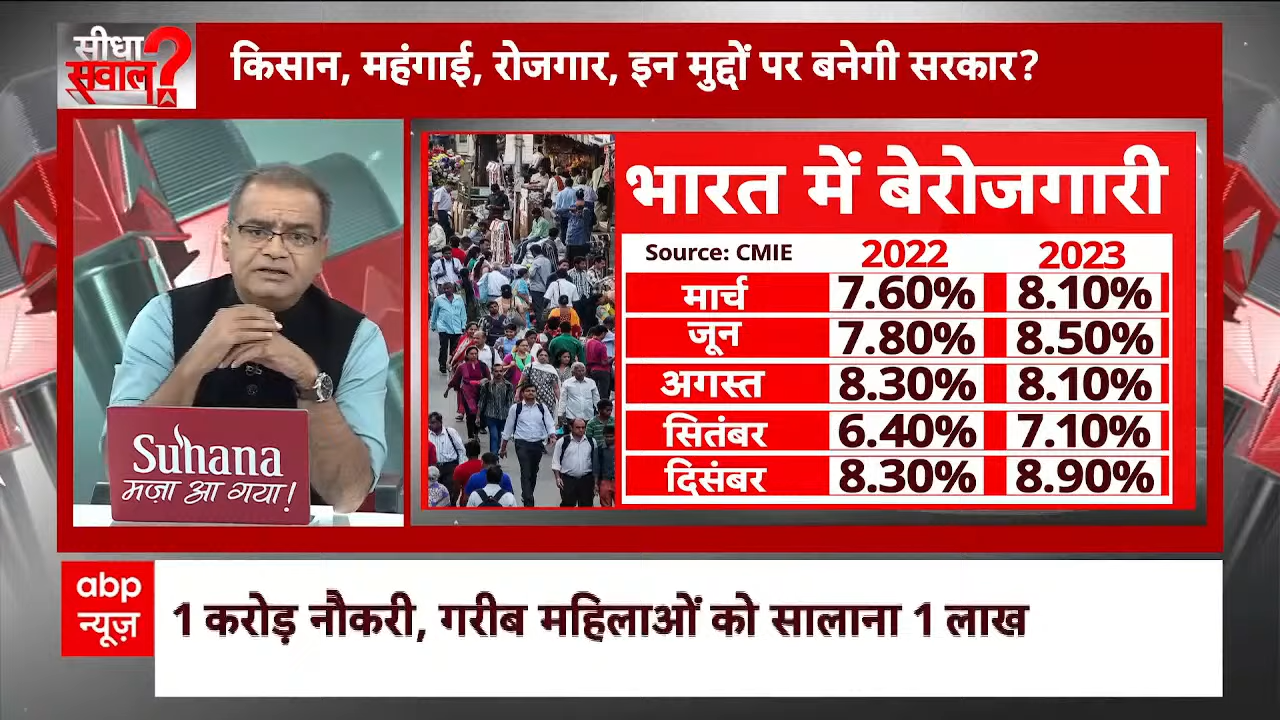 सीधा
सवाल?
किसान, महंगाई, रोजगार, इन मुद्दों पर बनेगी सरकार?
भारत में बेरोजगारी
Source: CMIE 2022 2023
मार्च 7.60% 8.10%
जून 7.80% 8.50%
अगस्त 8.30% 8.10%
सितंबर 6.40% 7.10%
दिसंबर 8.30% 8.90%
Suhana
मज़ा आ गया!
abp
न्यूज़
1 करोड़ नौकरी, गरीब महिलाओं को सालाना 1 लाख